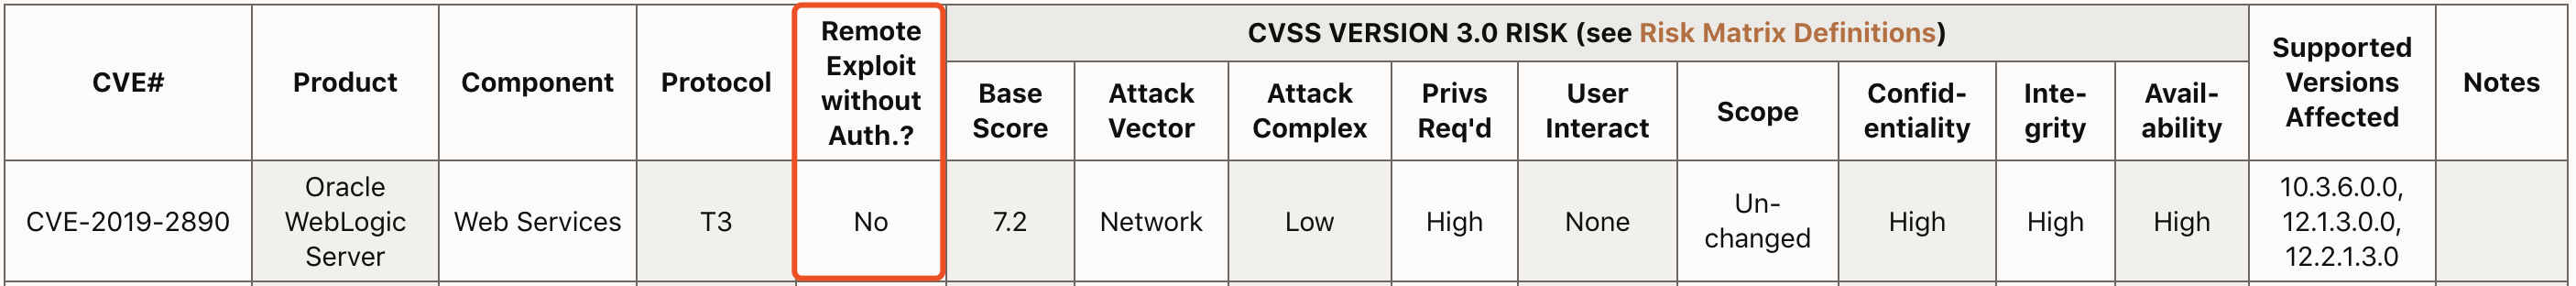 CVE#
Product
Component
Protocol
Remote
Exploit
without
Auth.?
CVSS VERSION 3.0 RISK (see Risk Matrix Definitions)
Base
Score
Attack
Vector
Attack
Complex
Privs
Req'd
User
Interact
Scope
Confid-
entiality
Inte-
grity
Avail-
ability
Supported
Versions
Affected
Notes
CVE-2019-2890
Oracle
WebLogic
Server
Web Services
T3
No
7.2
Network
Low
High
None
Un-
changed
High
High
High
10.3.6.0.0,
12.1.3.0.0,
12.2.1.3.0